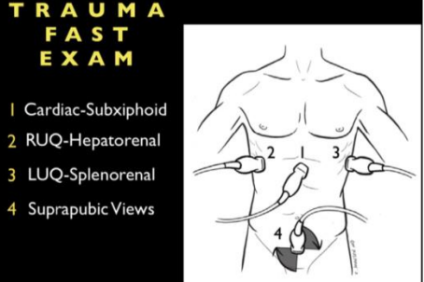 TRAUMA
FAST
EXAM
1 Cardiac-Subxiphoid
2 RUQ-Hepatorenal
3 LUQ-Splenorenal
4 Suprapubic Views
2 1 3
4